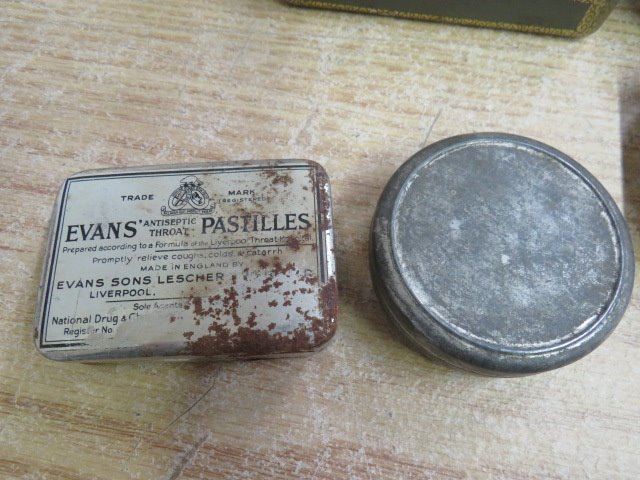 TRADE MARK
(REGISTERED)
EVANS' ANTISEPTIC THROAT PASTILLES
Prepared according to a Formula of the Liverpool Throat
Promptly relieve coughs, colds, & catarrh
MADE IN ENGLAND BY
EVANS SONS LESCHER
LIVERPOOL.
Sole Agents
National Drug &
Register No